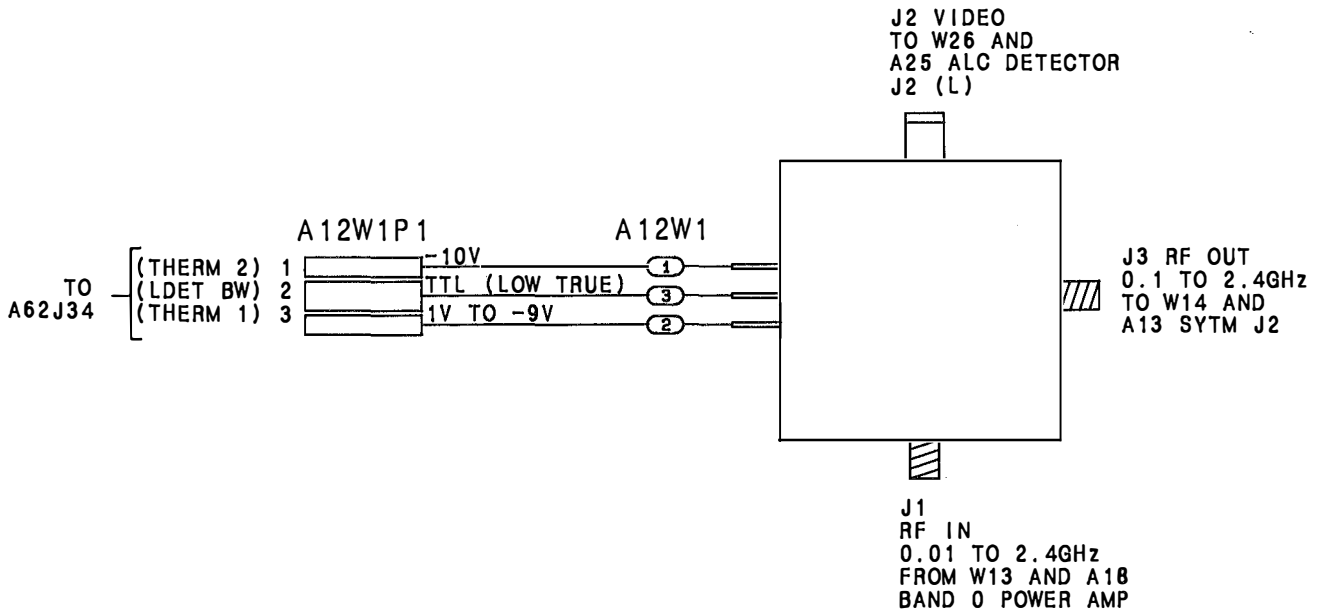 J2 VIDEO
TO W26 AND
A25 ALC DETECTOR
J2 (L)
A12W1P1
A12W1
TO
A62J34
(THERM 2) 1
-10V
1
(LDET BW) 2
TTL (LOW TRUE)
3
(THERM 1) 3
1V TO -9V
2
J3 RF OUT
0.1 TO 2.4GHz
TO W14 AND
A13 SYTM J2
J1
RF IN
0.01 TO 2.4GHz
FROM W13 AND A18
BAND 0 POWER AMP